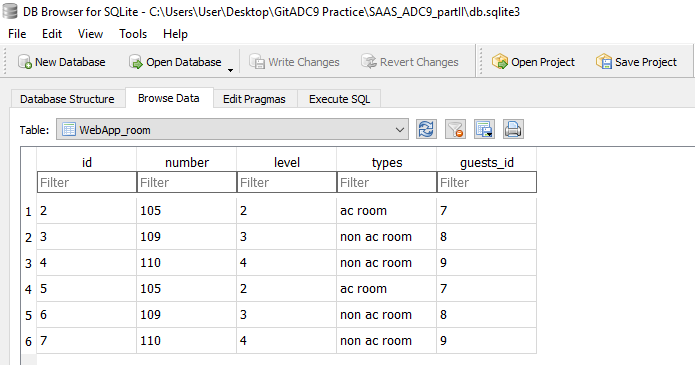 DB Browser for SQLite - C:\Users\User\Desktop\GitADC9 Practice\SAAS_ADC9_partII\db.sqlite3
File Edit View Tools Help
New Database Open Database Write Changes Revert Changes Open Project Save Project
Database Structure Browse Data Edit Pragmas Execute SQL
Table: WebApp_room
id number level types guests_id
Filter Filter Filter Filter Filter
1 2 105 2 ac room 7
2 3 109 3 non ac room 8
3 4 110 4 non ac room 9
4 5 105 2 ac room 7
5 6 109 3 non ac room 8
6 7 110 4 non ac room 9